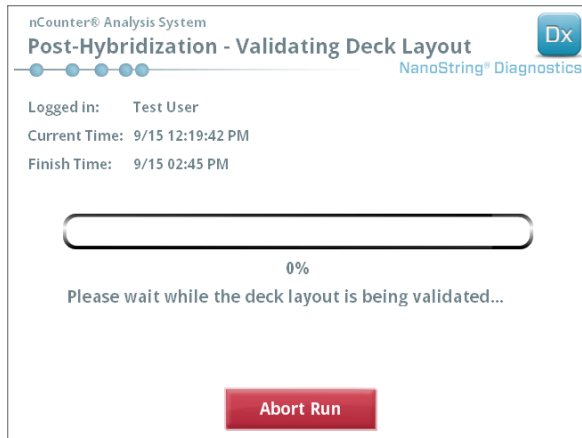 nCounter® Analysis System
Post-Hybridization - Validating Deck Layout
Dx
NanoString® Diagnostics
Logged in: Test User
Current Time: 9/15 12:19:42 PM
Finish Time: 9/15 02:45 PM
0%
Please wait while the deck layout is being validated...
Abort Run